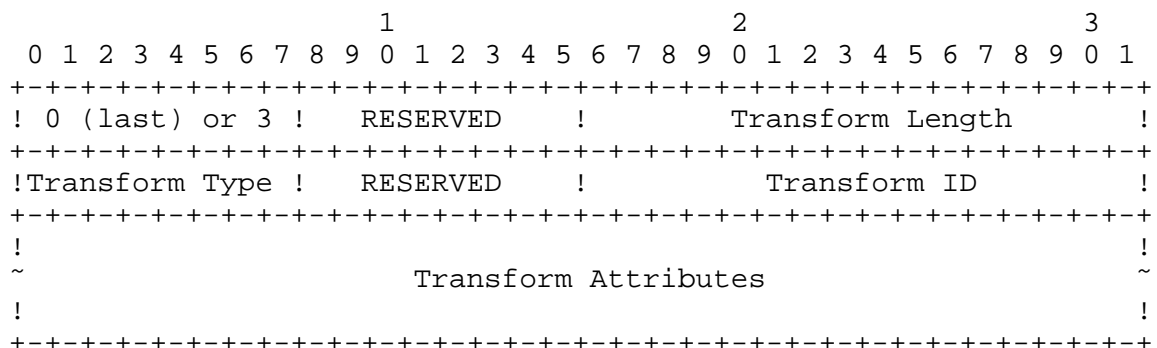 1                   2                   3
 0 1 2 3 4 5 6 7 8 9 0 1 2 3 4 5 6 7 8 9 0 1 2 3 4 5 6 7 8 9 0 1
+-+-+-+-+-+-+-+-+-+-+-+-+-+-+-+-+-+-+-+-+-+-+-+-+-+-+-+-+-+-+-+-+
! 0 (last) or 3 !   RESERVED    !        Transform Length       !
+-+-+-+-+-+-+-+-+-+-+-+-+-+-+-+-+-+-+-+-+-+-+-+-+-+-+-+-+-+-+-+-+
!Transform Type !   RESERVED    !          Transform ID         !
+-+-+-+-+-+-+-+-+-+-+-+-+-+-+-+-+-+-+-+-+-+-+-+-+-+-+-+-+-+-+-+-+
!                                                               !
~                      Transform Attributes                     ~
!                                                               !
+-+-+-+-+-+-+-+-+-+-+-+-+-+-+-+-+-+-+-+-+-+-+-+-+-+-+-+-+-+-+-+-+